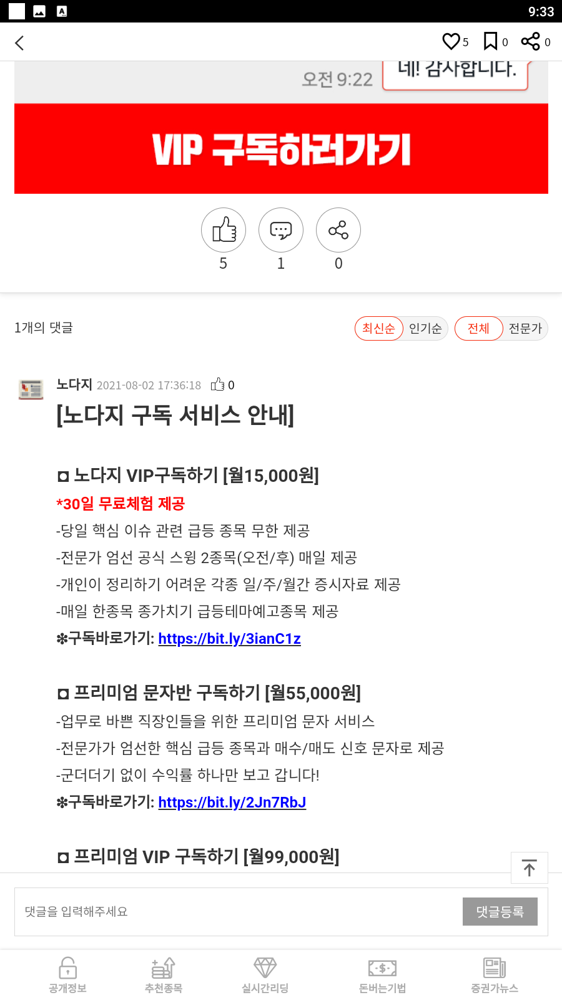 9:33
5 0 0
네! 감사합니다.
오전 9:22
VIP 구독하러가기
5 1 0
1개의 댓글 최신순 인기순 전체 전문가
노다지 2021-08-02 17:36:18 0
[노다지 구독 서비스 안내]
◘ 노다지 VIP구독하기 [월15,000원]
*30일 무료체험 제공
-당일 핵심 이슈 관련 급등 종목 무한 제공
-전문가 엄선 공식 스윙 2종목(오전/후) 매일 제공
-개인이 정리하기 어려운 각종 일/주/월간 증시자료 제공
-매일 한종목 종가치기 급등테마예고종목 제공
❇구독바로가기: https://bit.ly/3ianC1z
◘ 프리미엄 문자반 구독하기 [월55,000원]
-업무로 바쁜 직장인들을 위한 프리미엄 문자 서비스
-전문가가 엄선한 핵심 급등 종목과 매수/매도 신호 문자로 제공
-군더더기 없이 수익률 하나만 보고 갑니다!
❇구독바로가기: https://bit.ly/2Jn7RbJ
◘ 프리미엄 VIP 구독하기 [월99,000원]
댓글을 입력해주세요 댓글등록
공개정보 추천종목 실시간리딩 돈버는기법 증권가뉴스